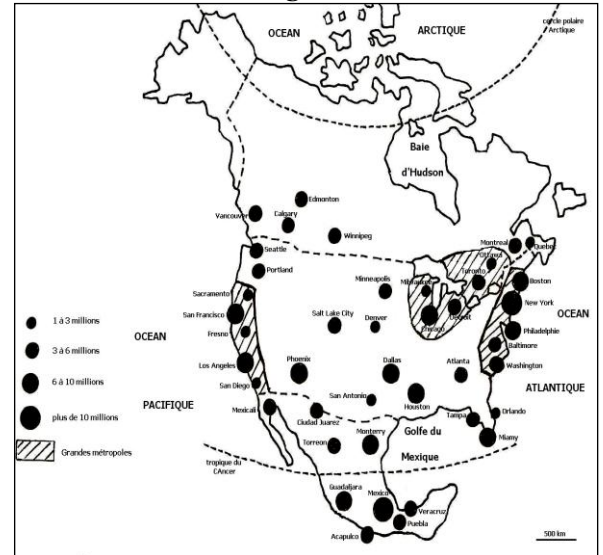 OCEAN
ARCTIQUE
cercle polaire
Arctique
Baie
d'Hudson
Edmonton
Vancouver
Calgary
Winnipeg
Seattle
Portland
Montreal
Quebec
Ottawa
Toronto
Minneapolis
Milwaukee
Boston
Sacramento
New York
San Francisco
Salt Lake City
Denver
Chicago
Detroit
OCEAN
Philadelphie
Fresno
Baltimore
1 à 3 millions
OCEAN
3 à 6 millions
Los Angeles
Phoenix
Dallas
Atlanta
Washington
6 à 10 millions
San Diego
ATLANTIQUE
San Antonio
Houston
PACIFIQUE
Mexicali
Ciudad Juarez
Tampa
Orlando
plus de 10 millions
Golfe du
Monterry
Torreon
Miamy
Mexique
Grandes métropoles
tropique du
CAncer
Guadaljara
Mexico
Veracruz
Puebla
Acapulco
500 km